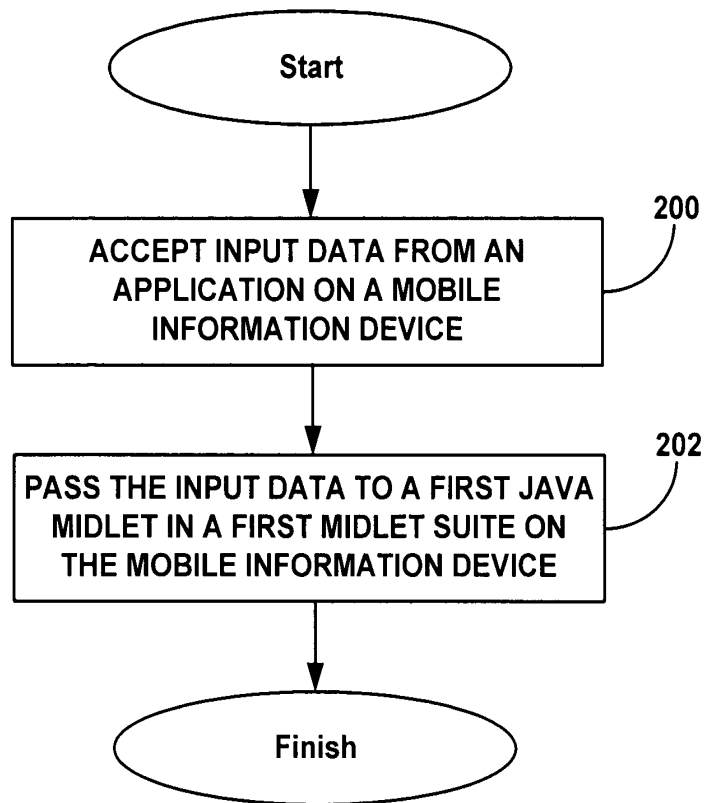 Start
200
ACCEPT INPUT DATA FROM AN
APPLICATION ON A MOBILE
INFORMATION DEVICE
202
PASS THE INPUT DATA TO A FIRST JAVA
MIDLET IN A FIRST MIDLET SUITE ON
THE MOBILE INFORMATION DEVICE
Finish